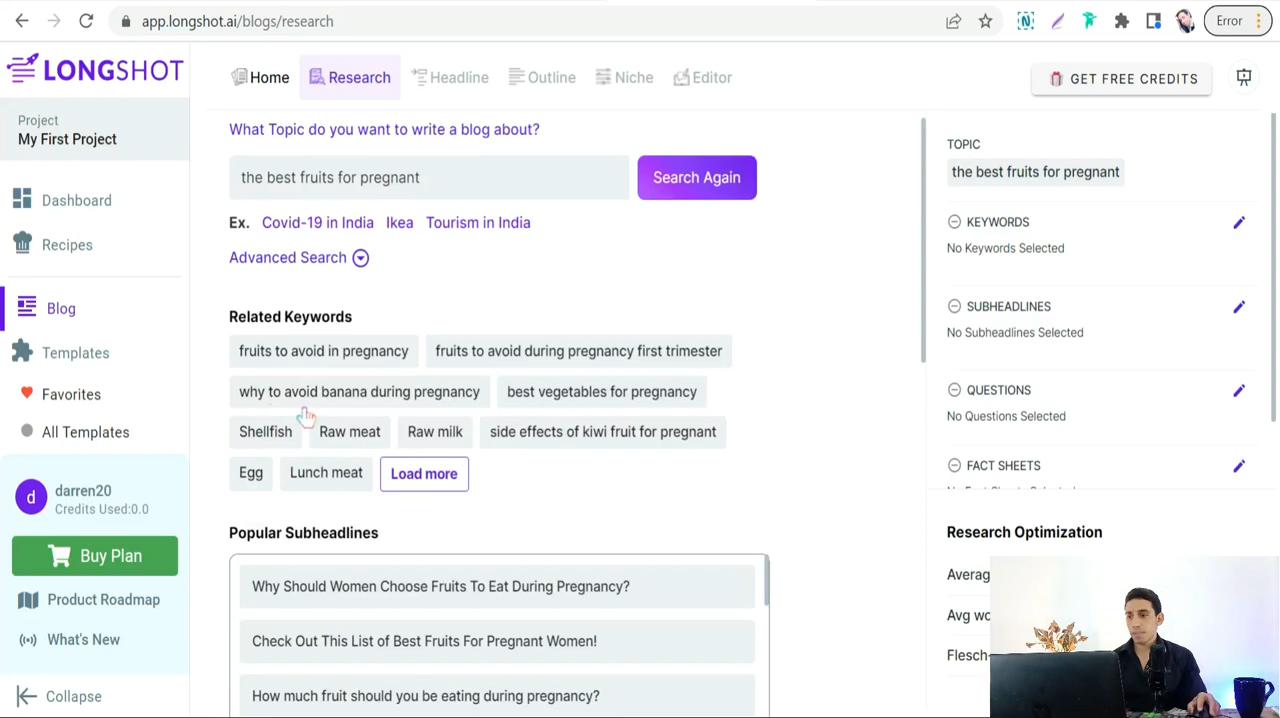 app.longshot.ai/blogs/research
Error
LONGSHOT
Project
My First Project
Dashboard
Recipes
Blog
Templates
Favorites
All Templates
d
darren20
Credits Used:0.0
Buy Plan
Product Roadmap
What's New
Collapse
Home
Research
Headline
Outline
Niche
Editor
GET FREE CREDITS
What Topic do you want to write a blog about?
the best fruits for pregnant
Search Again
Ex. Covid-19 in India Ikea Tourism in India
Advanced Search
Related Keywords
fruits to avoid in pregnancy
fruits to avoid during pregnancy first trimester
why to avoid banana during pregnancy
best vegetables for pregnancy
Shellfish
Raw meat
Raw milk
side effects of kiwi fruit for pregnant
Egg
Lunch meat
Load more
Popular Subheadlines
Why Should Women Choose Fruits To Eat During Pregnancy?
Check Out This List of Best Fruits For Pregnant Women!
How much fruit should you be eating during pregnancy?
TOPIC
the best fruits for pregnant
KEYWORDS
No Keywords Selected
SUBHEADLINES
No Subheadlines Selected
QUESTIONS
No Questions Selected
FACT SHEETS
Research Optimization
Averag
Avg wo
Flesch-